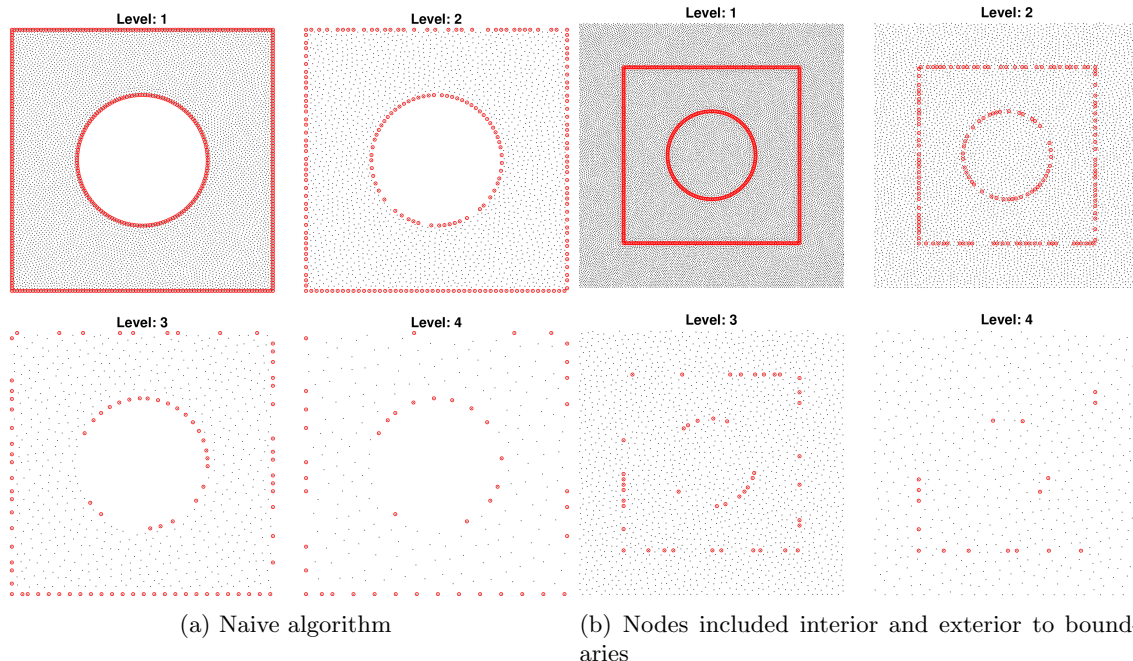 Level: 1
Level: 2
Level: 1
Level: 2
Level: 3
Level: 4
Level: 3
Level: 4
(a) Naive algorithm
(b) Nodes included interior and exterior to bound-
aries